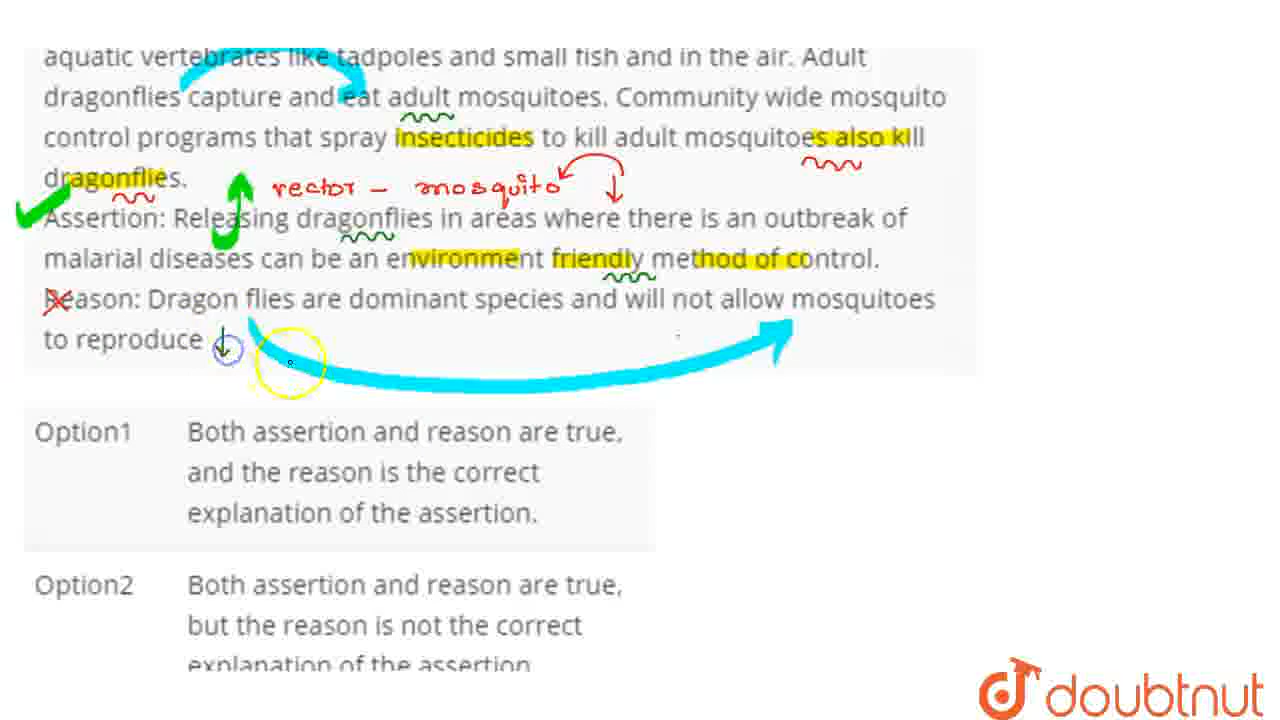 aquatic vertebrates like tadpoles and small fish and in the air. Adult
dragonflies capture and eat adult mosquitoes. Community wide mosquito
control programs that spray insecticides to kill adult mosquitoes also kill
dragonflies.
vector - mosquito
Assertion: Releasing dragonflies in areas where there is an outbreak of
malarial diseases can be an environment friendly method of control.
Reason: Dragon flies are dominant species and will not allow mosquitoes
to reproduce
Option1 Both assertion and reason are true,
and the reason is the correct
explanation of the assertion.
Option2 Both assertion and reason are true,
but the reason is not the correct
explanation of the assertion
doubtnut